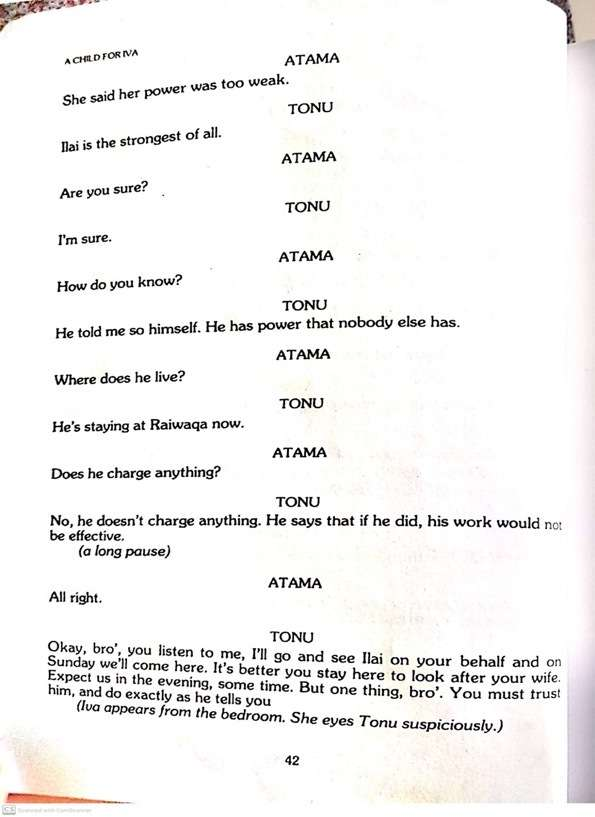 A CHILD FOR IVA
ATAMA
She said her power was too weak.
TONU
Ilai is the strongest of all.
ATAMA
Are you sure?
TONU
I'm sure.
ATAMA
How do you know?
TONU
He told me so himself. He has power that nobody else has.
ATAMA
Where does he live?
TONU
He's staying at Raiwaqa now.
ATAMA
Does he charge anything?
TONU
No, he doesn't charge anything. He says that if he did, his work would not
be effective.
(a long pause)
ATAMA
All right.
TONU
Okay, bro', you listen to me, I'll go and see Ilai on your behalf and on
Sunday we'll come here. It's better you stay here to look after your wife.
Expect us in the evening, some time. But one thing, bro'. You must trust
him, and do exactly as he tells you
(Iva appears from the bedroom. She eyes Tonu suspiciously.)
42
CS Scanned with CamScanner